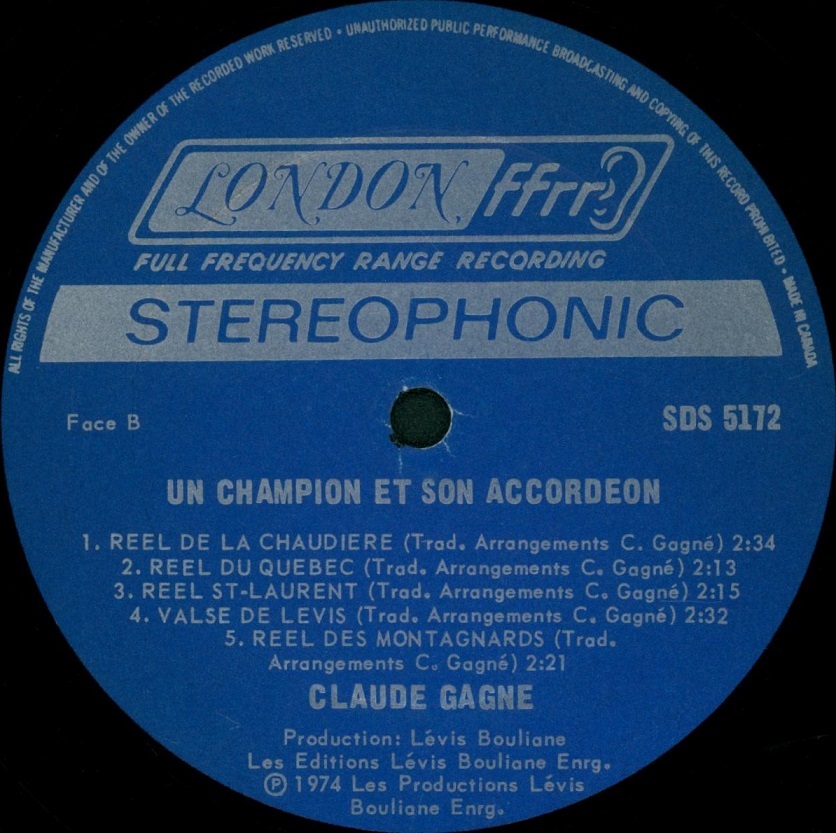 ALL RIGHTS OF THE MANUFACTURER AND OF THE OWNER OF THE RECORDED WORK RESERVED • UNAUTHORIZED PUBLIC PERFORMANCE BROADCASTING AND COPYING OF THIS RECORD PROHIBITED • MADE IN CANADA
LONDON ffrr
FULL FREQUENCY RANGE RECORDING
STEREOPHONIC
Face B
SDS 5172
UN CHAMPION ET SON ACCORDEON
1. REEL DE LA CHAUDIERE (Trad. Arrangements C. Gagné) 2:34
2. REEL DU QUEBEC (Trad. Arrangements C. Gagné) 2:13
3. REEL ST-LAURENT (Trad. Arrangements C. Gagné) 2:15
4. VALSE DE LEVIS (Trad. Arrangements C. Gagné) 2:32
5. REEL DES MONTAGNARDS (Trad.
Arrangements C. Gagné) 2:21
CLAUDE GAGNE
Production: Lévis Bouliane
Les Editions Lévis Bouliane Enrg.
Ⓟ 1974 Les Productions Lévis
Bouliane Enrg.